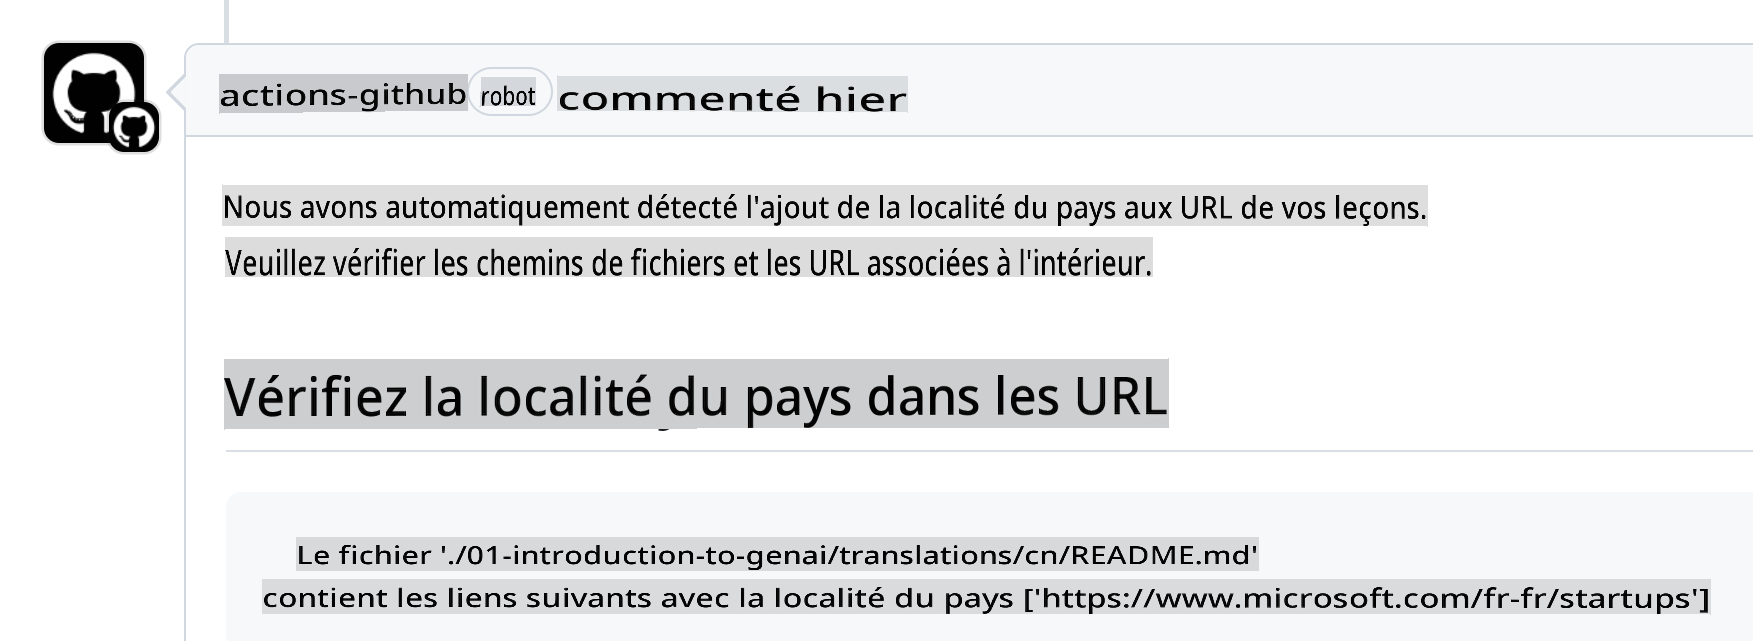 actions-github robot commenté hier
Nous avons automatiquement détecté l'ajout de la localité du pays aux URL de vos leçons.
Veuillez vérifier les chemins de fichiers et les URL associées à l'intérieur.
Vérifiez la localité du pays dans les URL
Le fichier './01-introduction-to-genai/translations/cn/README.md'
contient les liens suivants avec la localité du pays ['https://www.microsoft.com/fr-fr/startups']